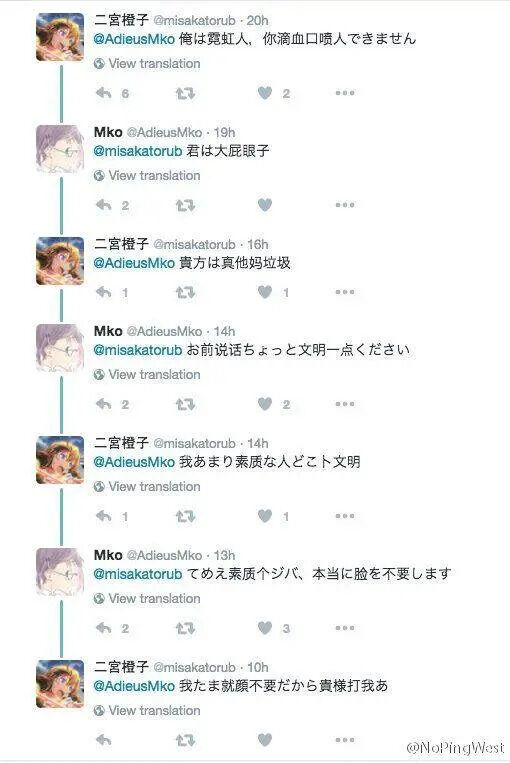 二宮橙子 @misakatorub · 20h
@AdieusMko 俺は霓虹人，你滴血口喷人できません
View translation
6 2
Mko @AdieusMko · 19h
@misakatorub 君は大屁眼子
View translation
2
二宮橙子 @misakatorub · 16h
@AdieusMko 貴方は真他妈垃圾
1 1
Mko @AdieusMko · 14h
@misakatorub お前说话ちょっと文明一点ください
View translation
2 2
二宮橙子 @misakatorub · 14h
@AdieusMko 我あまり素质な人どこト文明
View translation
1 1
Mko @AdieusMko · 13h
@misakatorub てめえ素质个ジバ、本当に脸を不要します
View translation
2 3
二宮橙子 @misakatorub · 10h
@AdieusMko 我たま就顔不要だから貴様打我あ
View translation
@NoPingWest